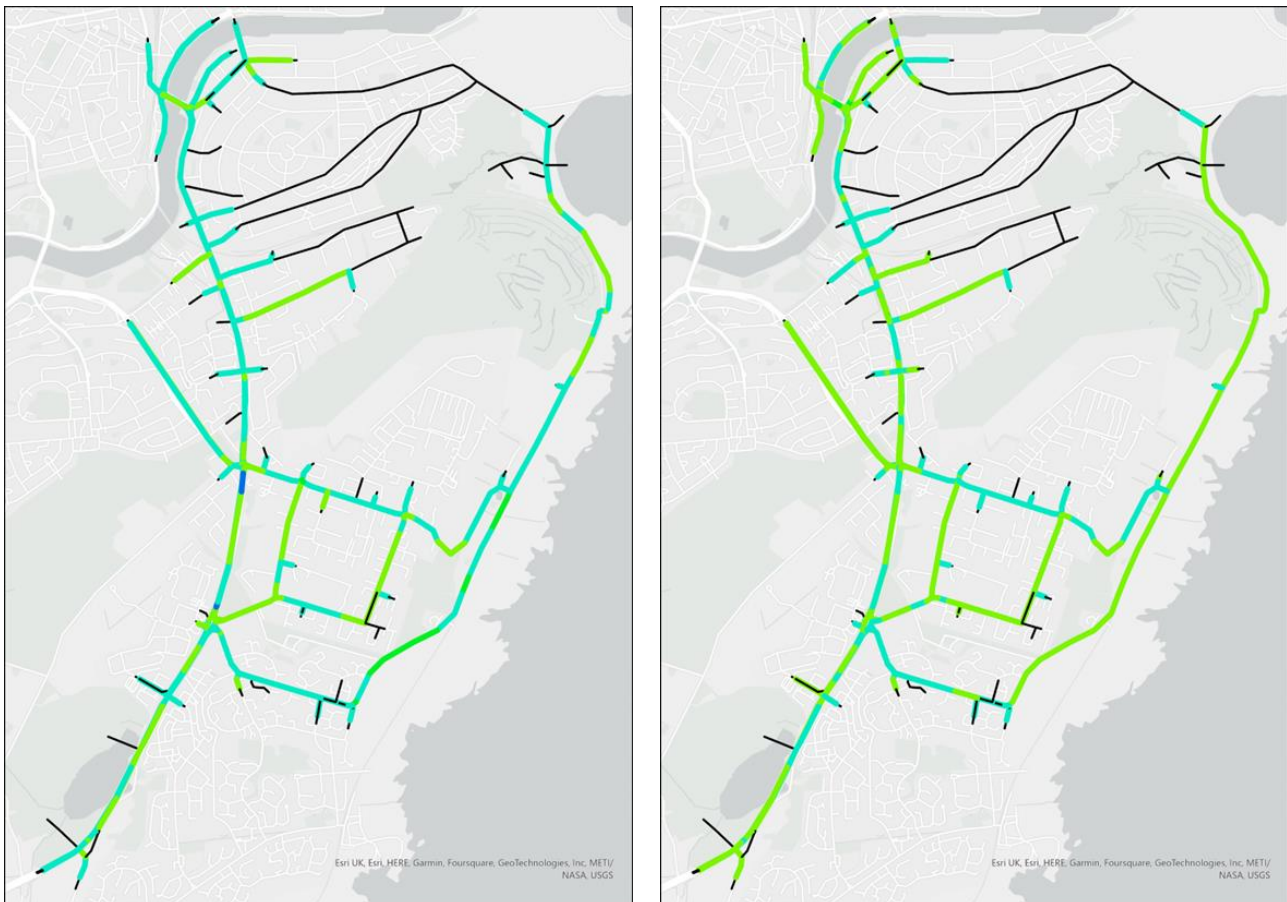 Esri UK, Esri, HERE, Garmin, Foursquare, GeoTechnologies, Inc, METI/
NASA, USGS
Esri UK, Esri, HERE, Garmin, Foursquare, GeoTechnologies, Inc, METI/
NASA, USGS